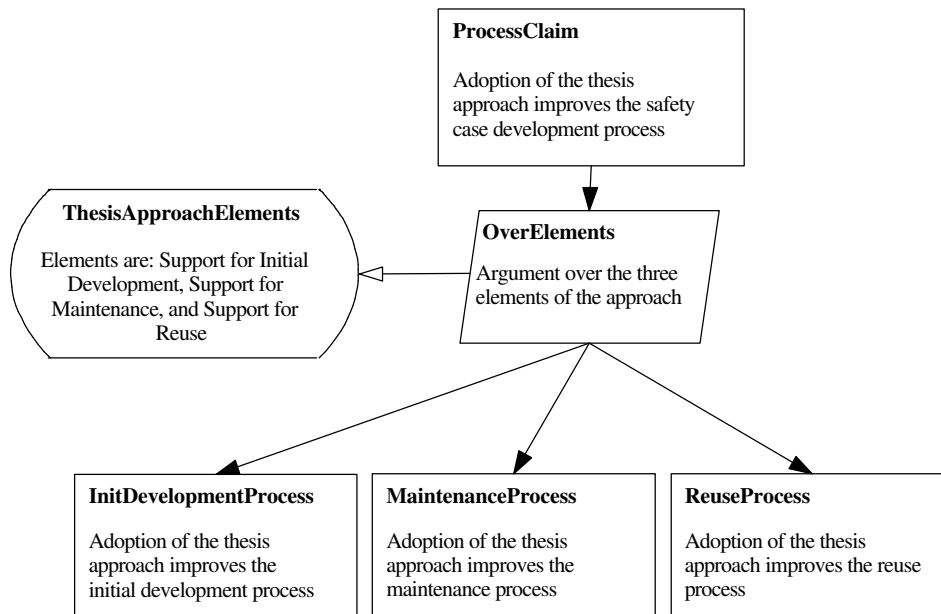 ProcessClaim
Adoption of the thesis
approach improves the safety
case development process
ThesisApproachElements
Elements are: Support for Initial
Development, Support for
Maintenance, and Support for
Reuse
OverElements
Argument over the three
elements of the approach
InitDevelopmentProcess
Adoption of the thesis
approach improves the
initial development process
MaintenanceProcess
Adoption of the thesis
approach improves the
maintenance process
ReuseProcess
Adoption of the thesis
approach improves the reuse
process